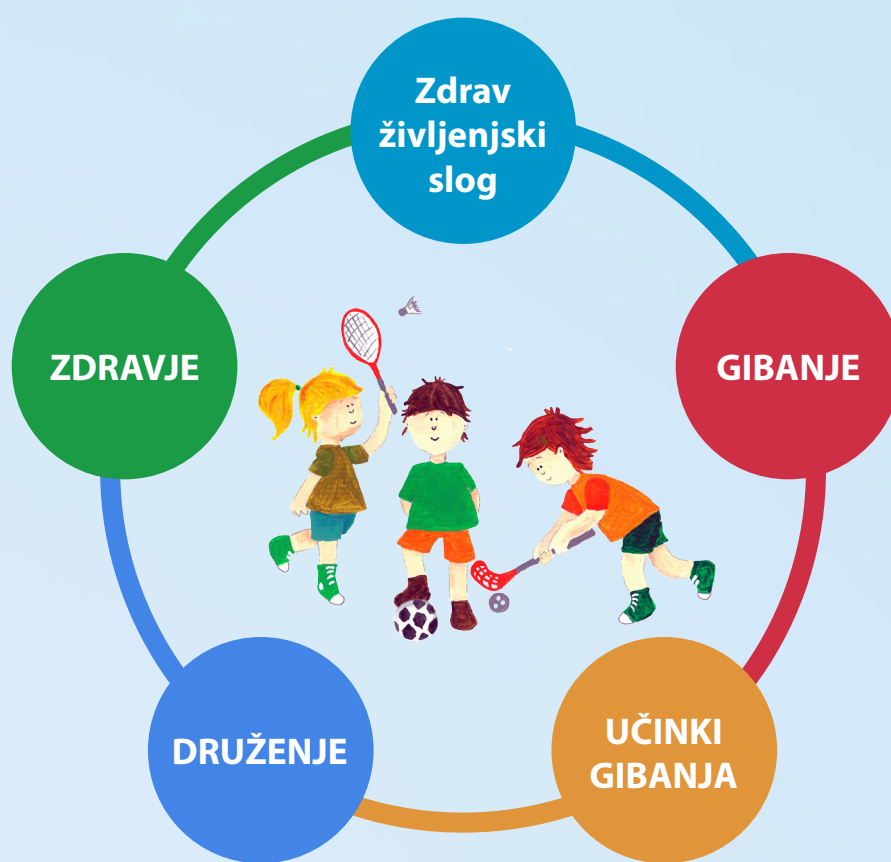 Zdrav
življenjski
slog
ZDRAVJE
GIBANJE
DRUŽENJE
UČINKI
GIBANJA